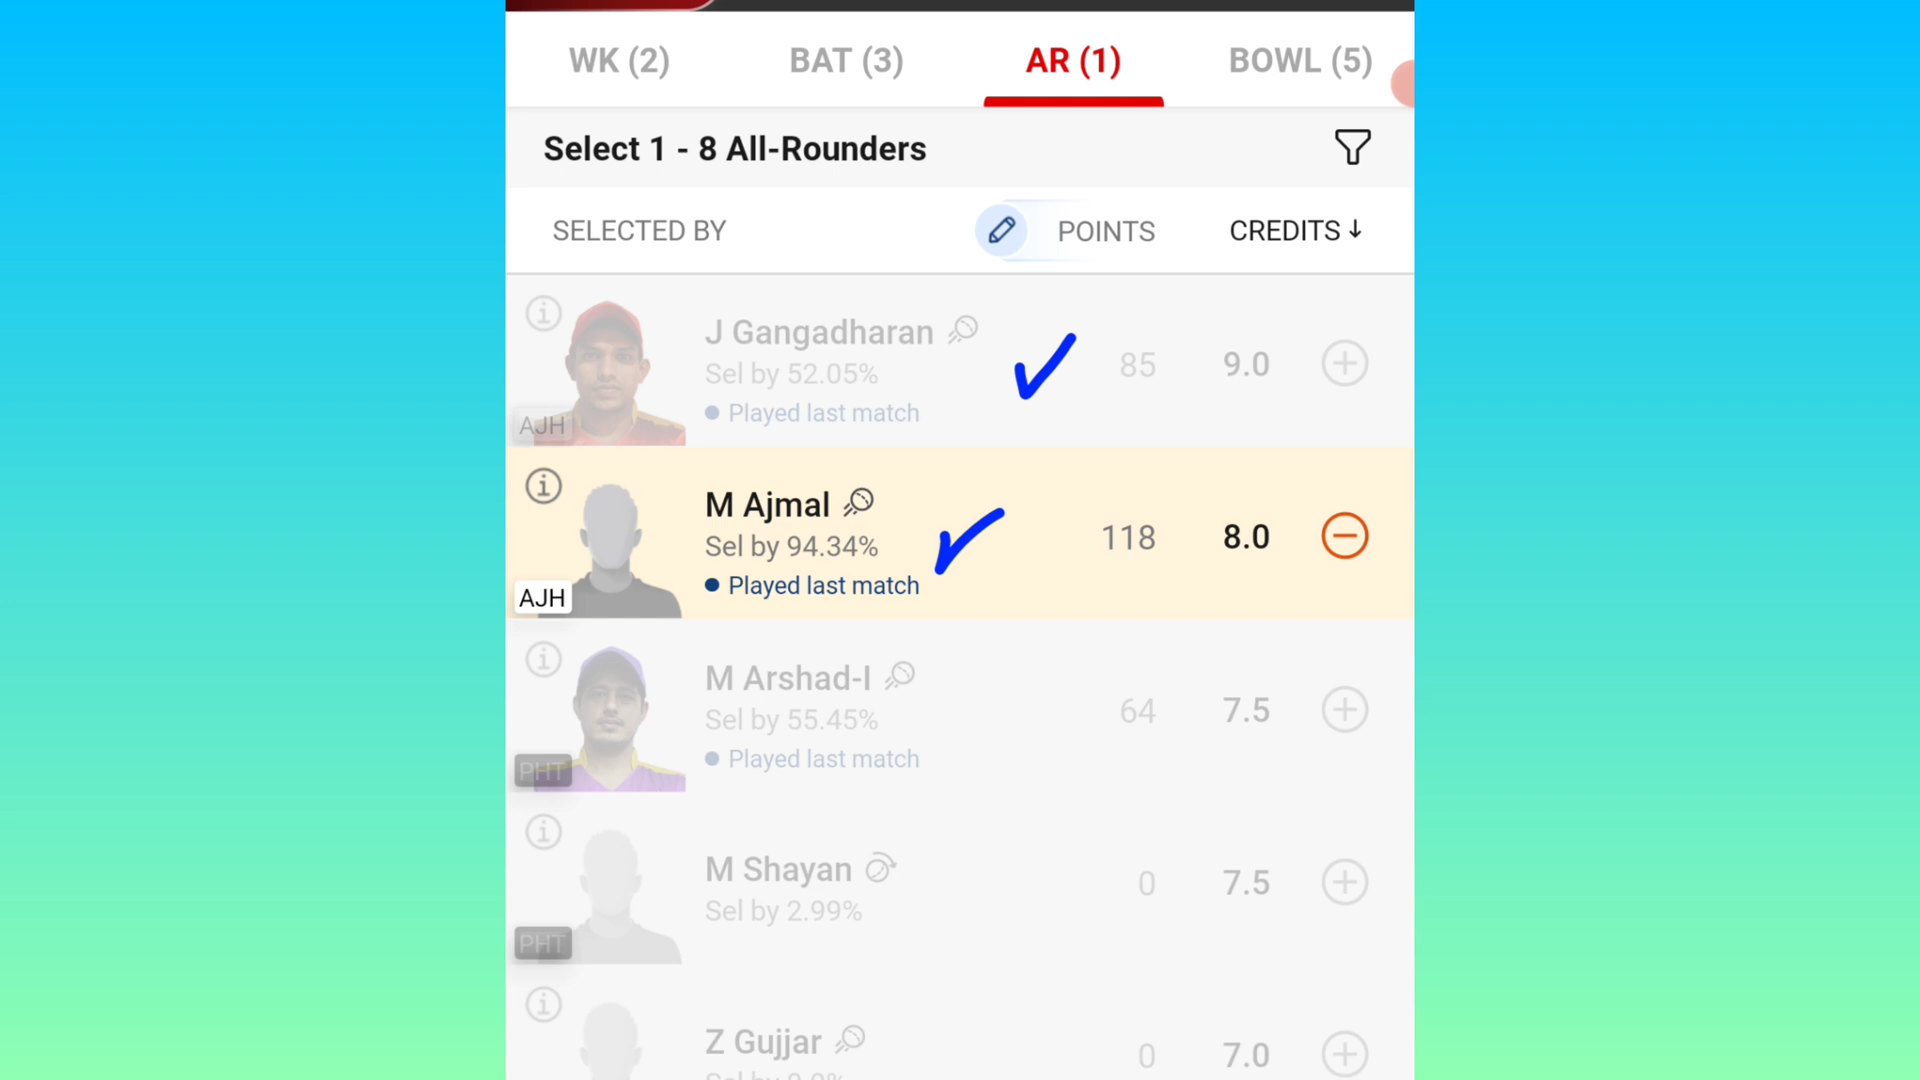 WK (2) BAT (3) AR (1) BOWL (5)
Select 1 - 8 All-Rounders
SELECTED BY POINTS CREDITS ↓
J Gangadharan
Sel by 52.05%
Played last match
AJH
85 9.0
M Ajmal
Sel by 94.34%
Played last match
AJH
118 8.0
M Arshad-I
Sel by 55.45%
Played last match
PHT
64 7.5
M Shayan
Sel by 2.99%
PHT
0 7.5
Z Gujjar
0 7.0